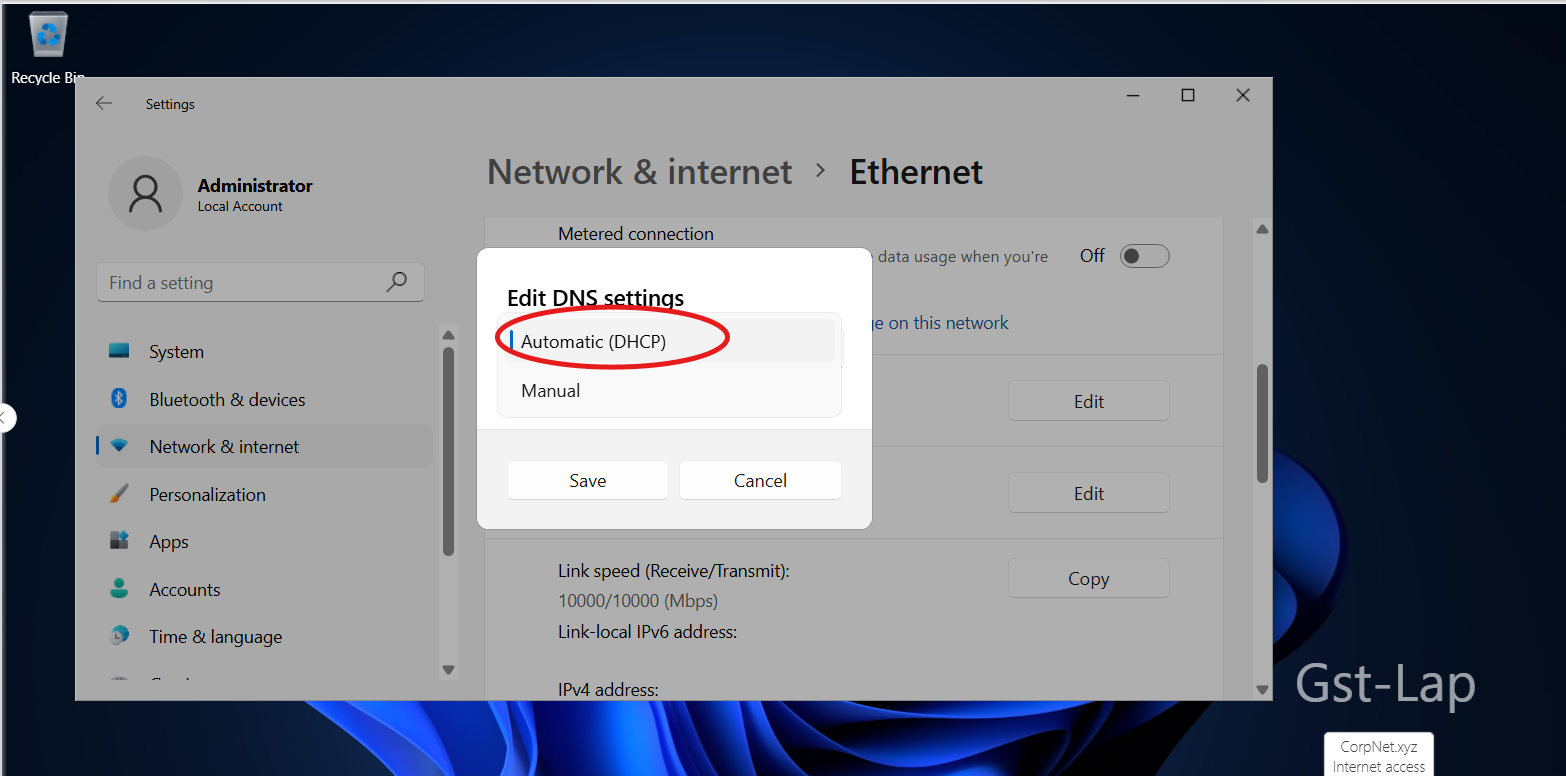 Recycle Bin
Settings
Administrator
Local Account
Find a setting
System
Bluetooth & devices
Network & internet
Personalization
Apps
Accounts
Time & language
Network & internet > Ethernet
Metered connection
data usage when you're
Off
on this network
Edit DNS settings
Automatic (DHCP)
Manual
Save
Cancel
Edit
Edit
Link speed (Receive/Transmit):
10000/10000 (Mbps)
Copy
Link-local IPv6 address:
IPv4 address:
Gst-Lap
CorpNet.xyz
Internet access